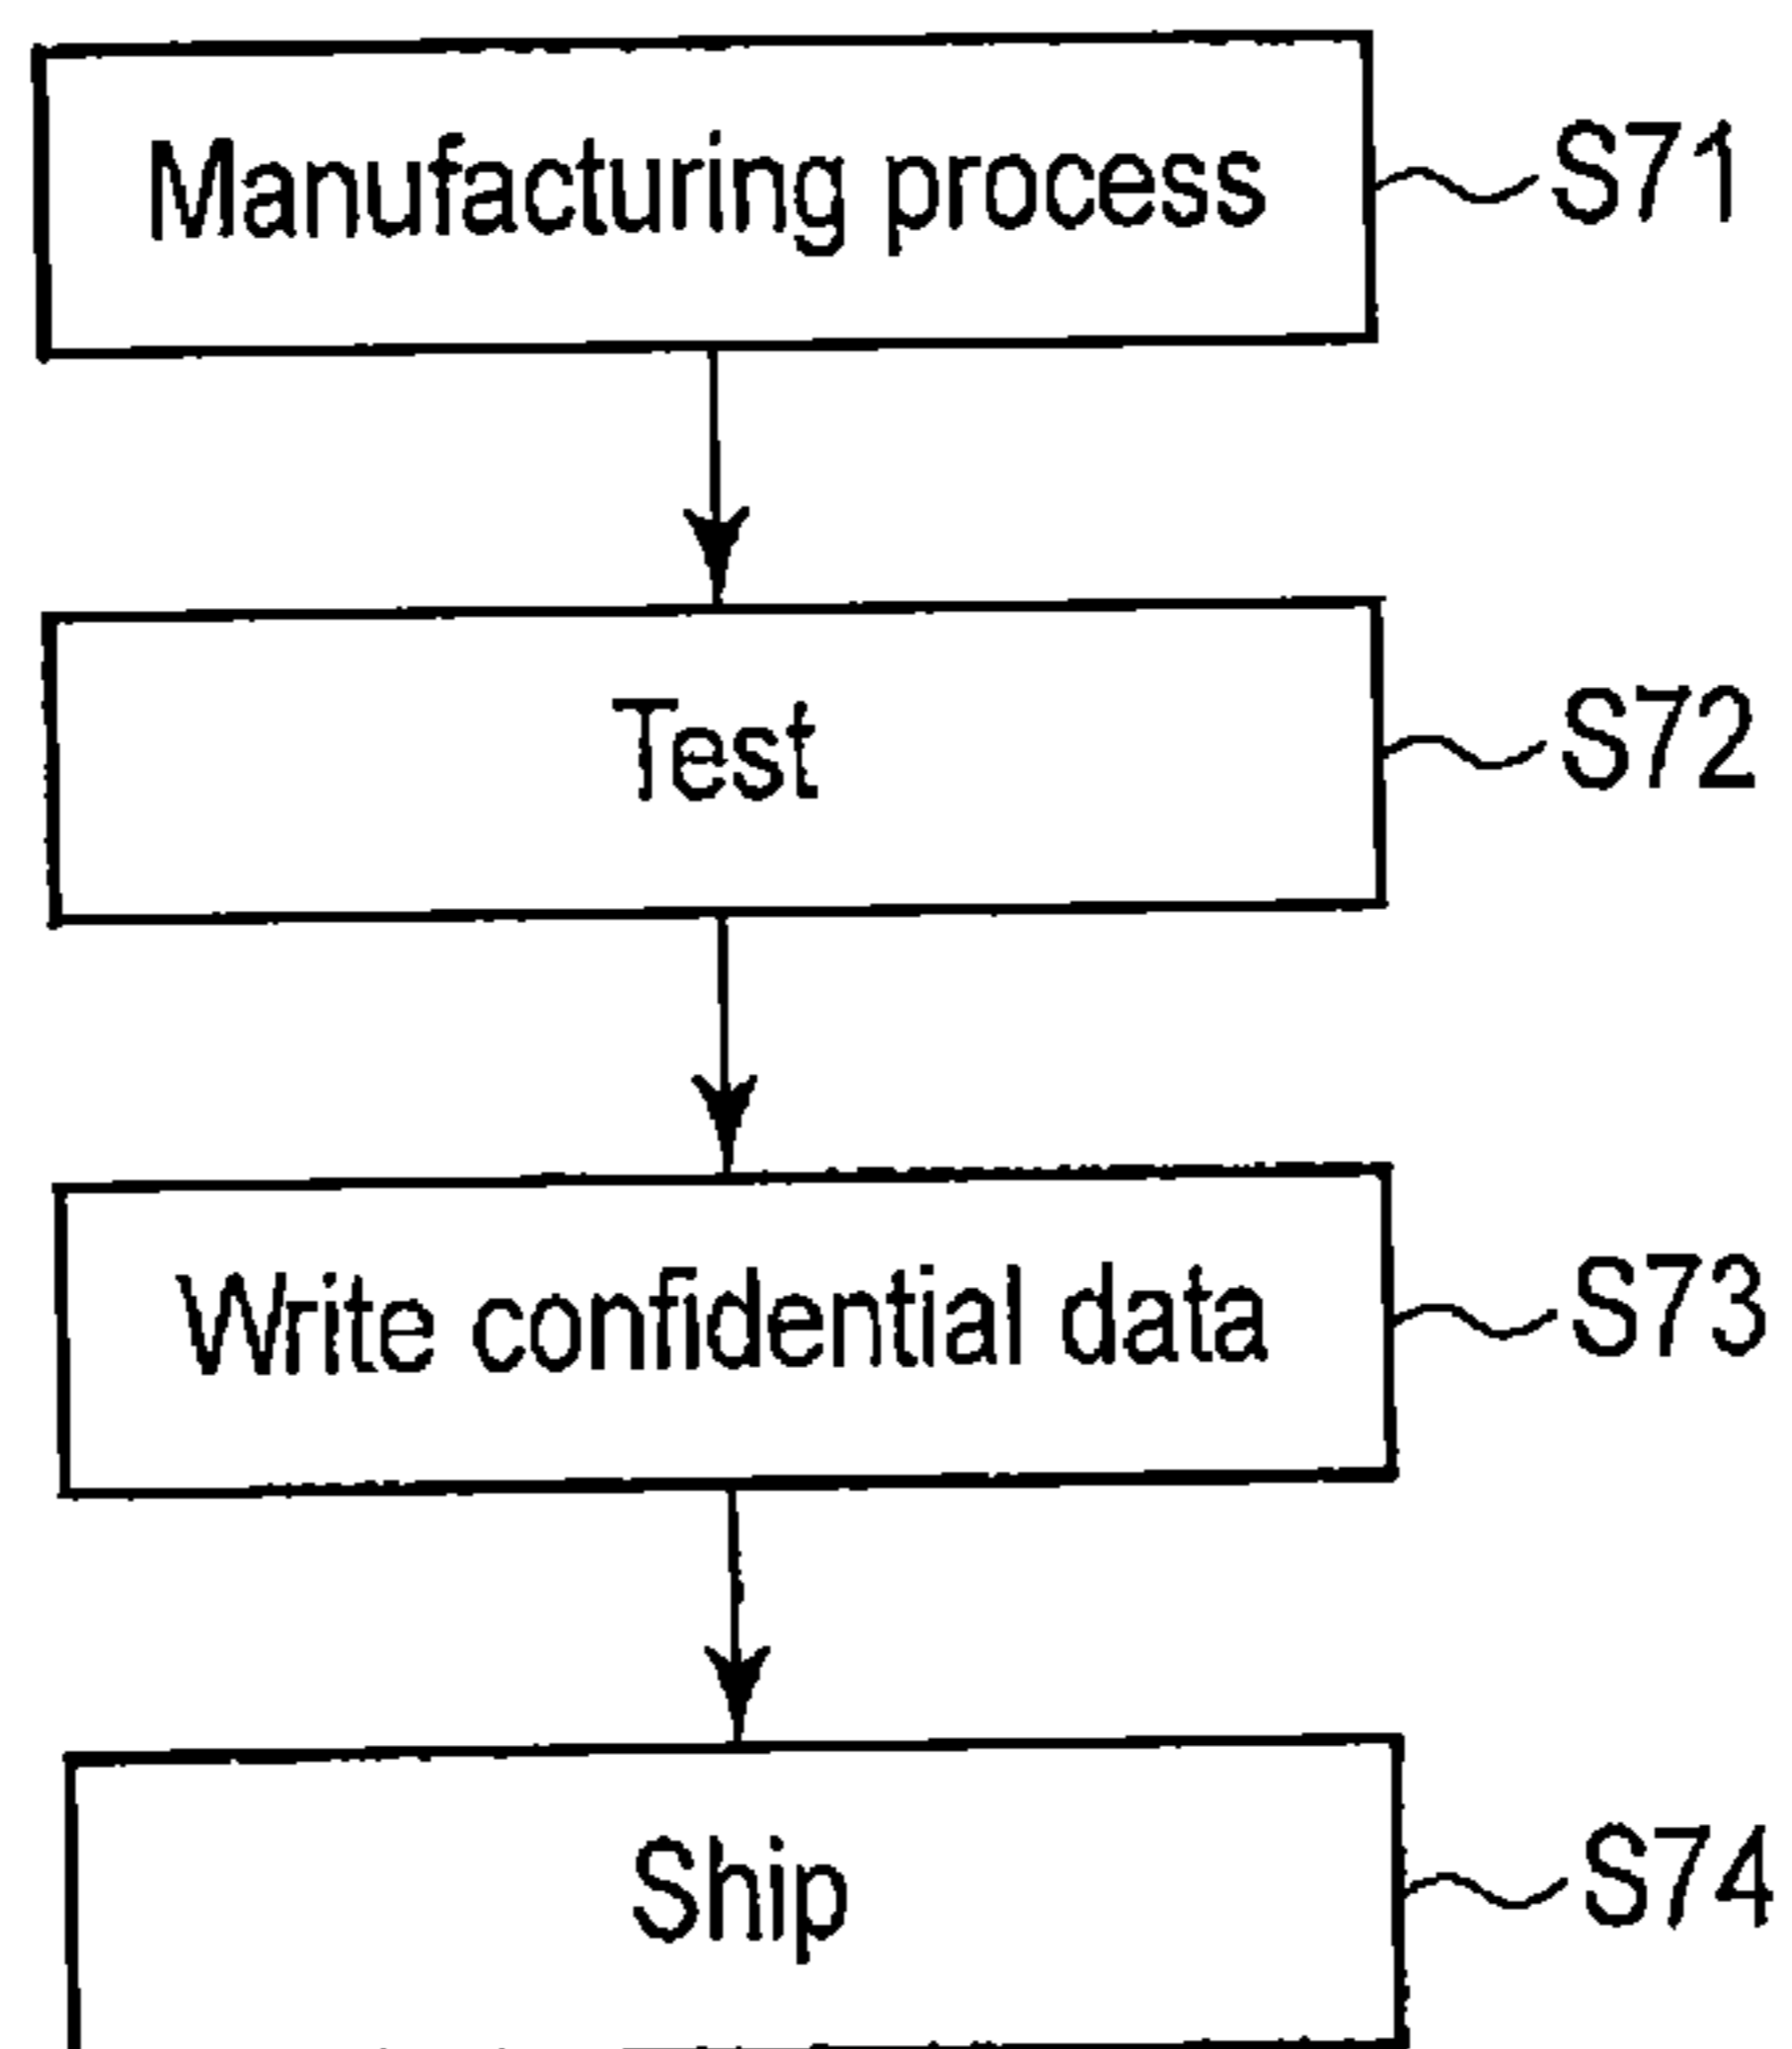 Manufacturing process S71
Test S72
Write confidential data S73
Ship S74